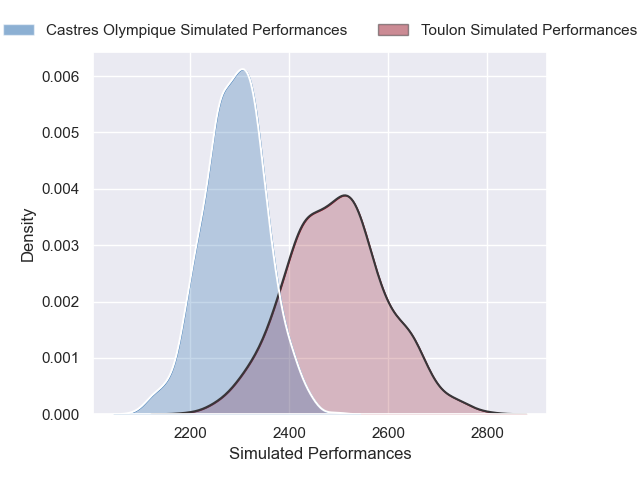 Castres Olympique Simulated Performances Toulon Simulated Performances
0.006
0.005
0.004
0.003
0.002
0.001
0.000
Density
2200 2400 2600 2800
Simulated Performances